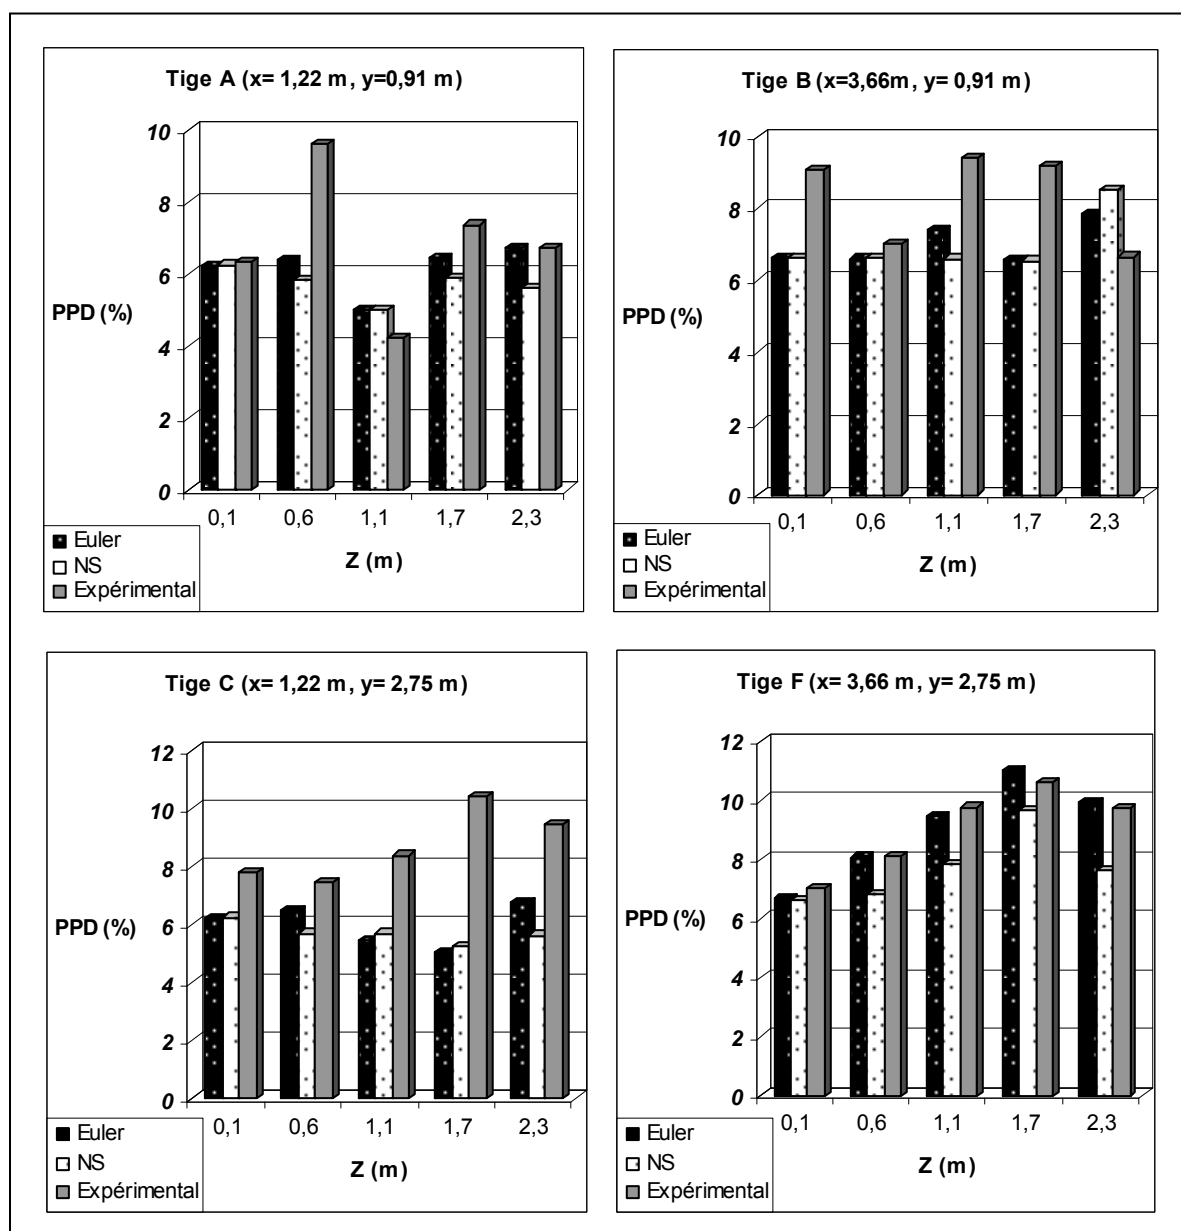 Tige A (x= 1,22 m, y=0,91 m)
10
8
6
4
2
0
PPD (%)
0,1 0,6 1,1 1,7 2,3
Z (m)
Euler
NS
Expérimental
Tige B (x=3,66m, y= 0,91 m)
10
8
6
4
2
0
PPD (%)
0,1 0,6 1,1 1,7 2,3
Z (m)
Euler
NS
Expérimental
Tige C (x= 1,22 m, y= 2,75 m)
12
10
8
6
4
2
0
PPD (%)
0,1 0,6 1,1 1,7 2,3
Z (m)
Euler
NS
Expérimental
Tige F (x= 3,66 m, y= 2,75 m)
12
10
8
6
4
2
0
PPD (%)
0,1 0,6 1,1 1,7 2,3
Z (m)
Euler
NS
Expérimental